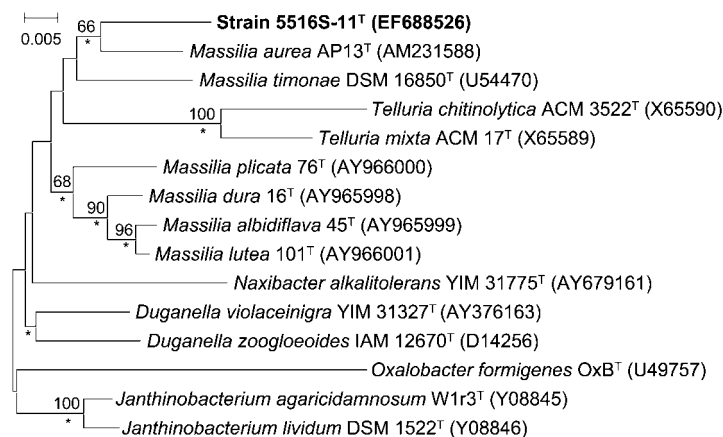 66
*
0.005
Strain 5516S-11ᵀ (EF688526)
Massilia aurea AP13ᵀ (AM231588)
Massilia timonae DSM 16850ᵀ (U54470)
100
*
Telluria chitinolytica ACM 3522ᵀ (X65590)
Telluria mixta ACM 17ᵀ (X65589)
68
*
Massilia plicata 76ᵀ (AY966000)
90
*
Massilia dura 16ᵀ (AY965998)
96
*
Massilia albidiflava 45ᵀ (AY965999)
Massilia lutea 101ᵀ (AY966001)
Naxibacter alkalitolerans YIM 31775ᵀ (AY679161)
*
Duganella violaceinigra YIM 31327ᵀ (AY376163)
Duganella zoogloeoides IAM 12670ᵀ (D14256)
Oxalobacter formigenes OxBᵀ (U49757)
100
*
Janthinobacterium agaricidamnosum W1r3ᵀ (Y08845)
Janthinobacterium lividum DSM 1522ᵀ (Y08846)